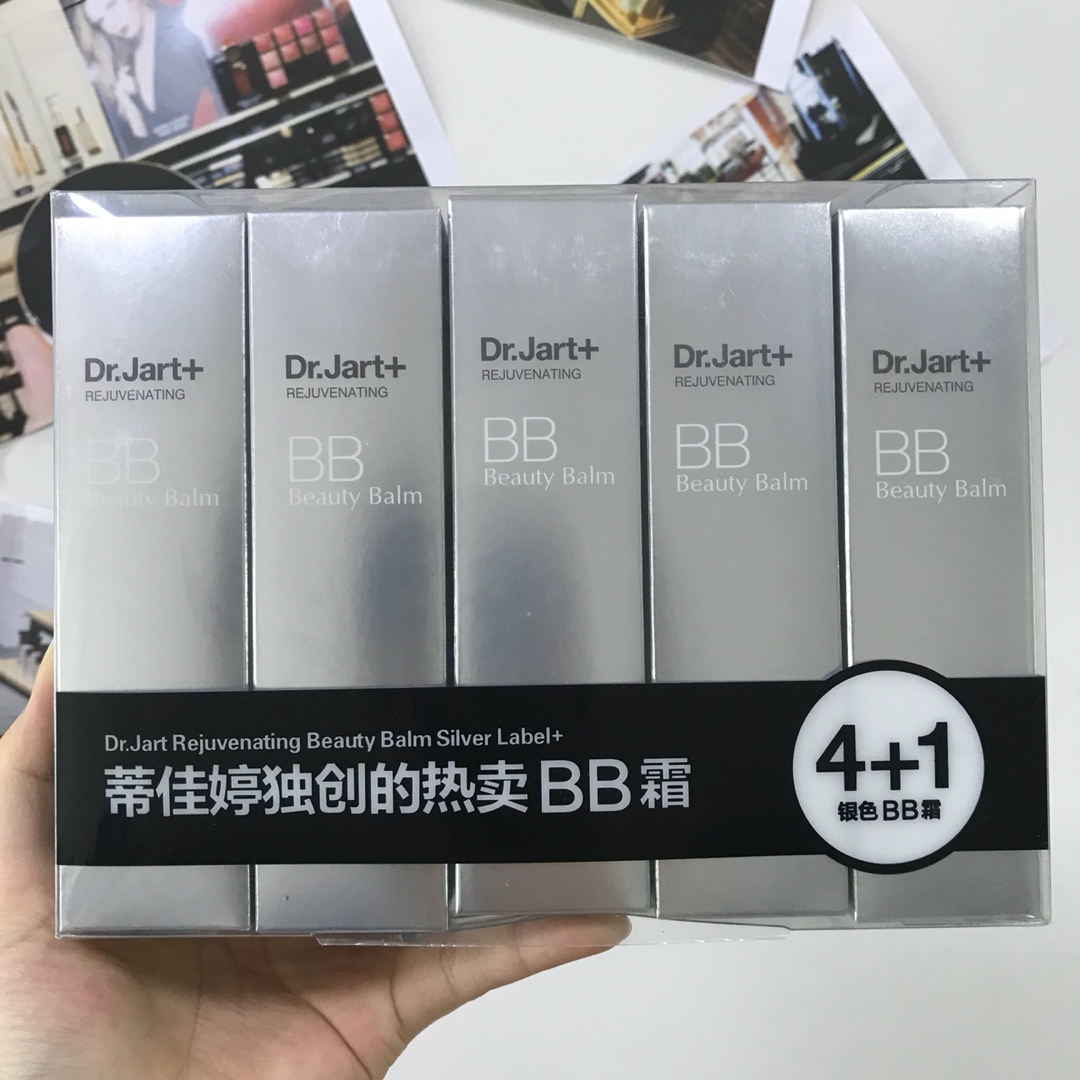 Dr.Jart+
REJUVENATING
BB
Beauty Balm
Dr.Jart+
REJUVENATING
BB
Beauty Balm
Dr.Jart+
REJUVENATING
BB
Beauty Balm
Dr.Jart+
REJUVENATING
BB
Beauty Balm
Dr.Jart+
REJUVENATING
BB
Beauty Balm
Dr.Jart Rejuvenating Beauty Balm Silver Label+
蒂佳婷独创的热卖BB霜
4+1
银色BB霜